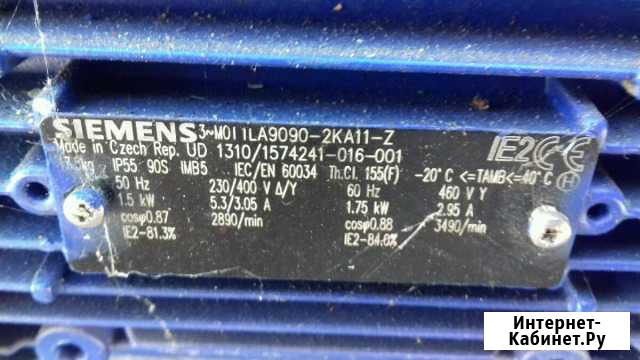 SIEMENS 3~MOT 1LA9090-2KA11-Z
Made in Czech Rep. UD 1310/1574241-016-001
IE2 CE
IP55 90S IMB5 IEC/EN 60034 Th.Cl. 155(F) -20°C <=TAMB<=40°C
50 Hz 230/400 V Δ/Y 60 Hz 460 V Y
1.5 kW 5.3/3.05 A 1.75 kW 2.95 A
cosφ0.87 2890/min cosφ0.88 3490/min
IE2-81.3% IE2-84.0%
Интернет-
Кабинет.Ру